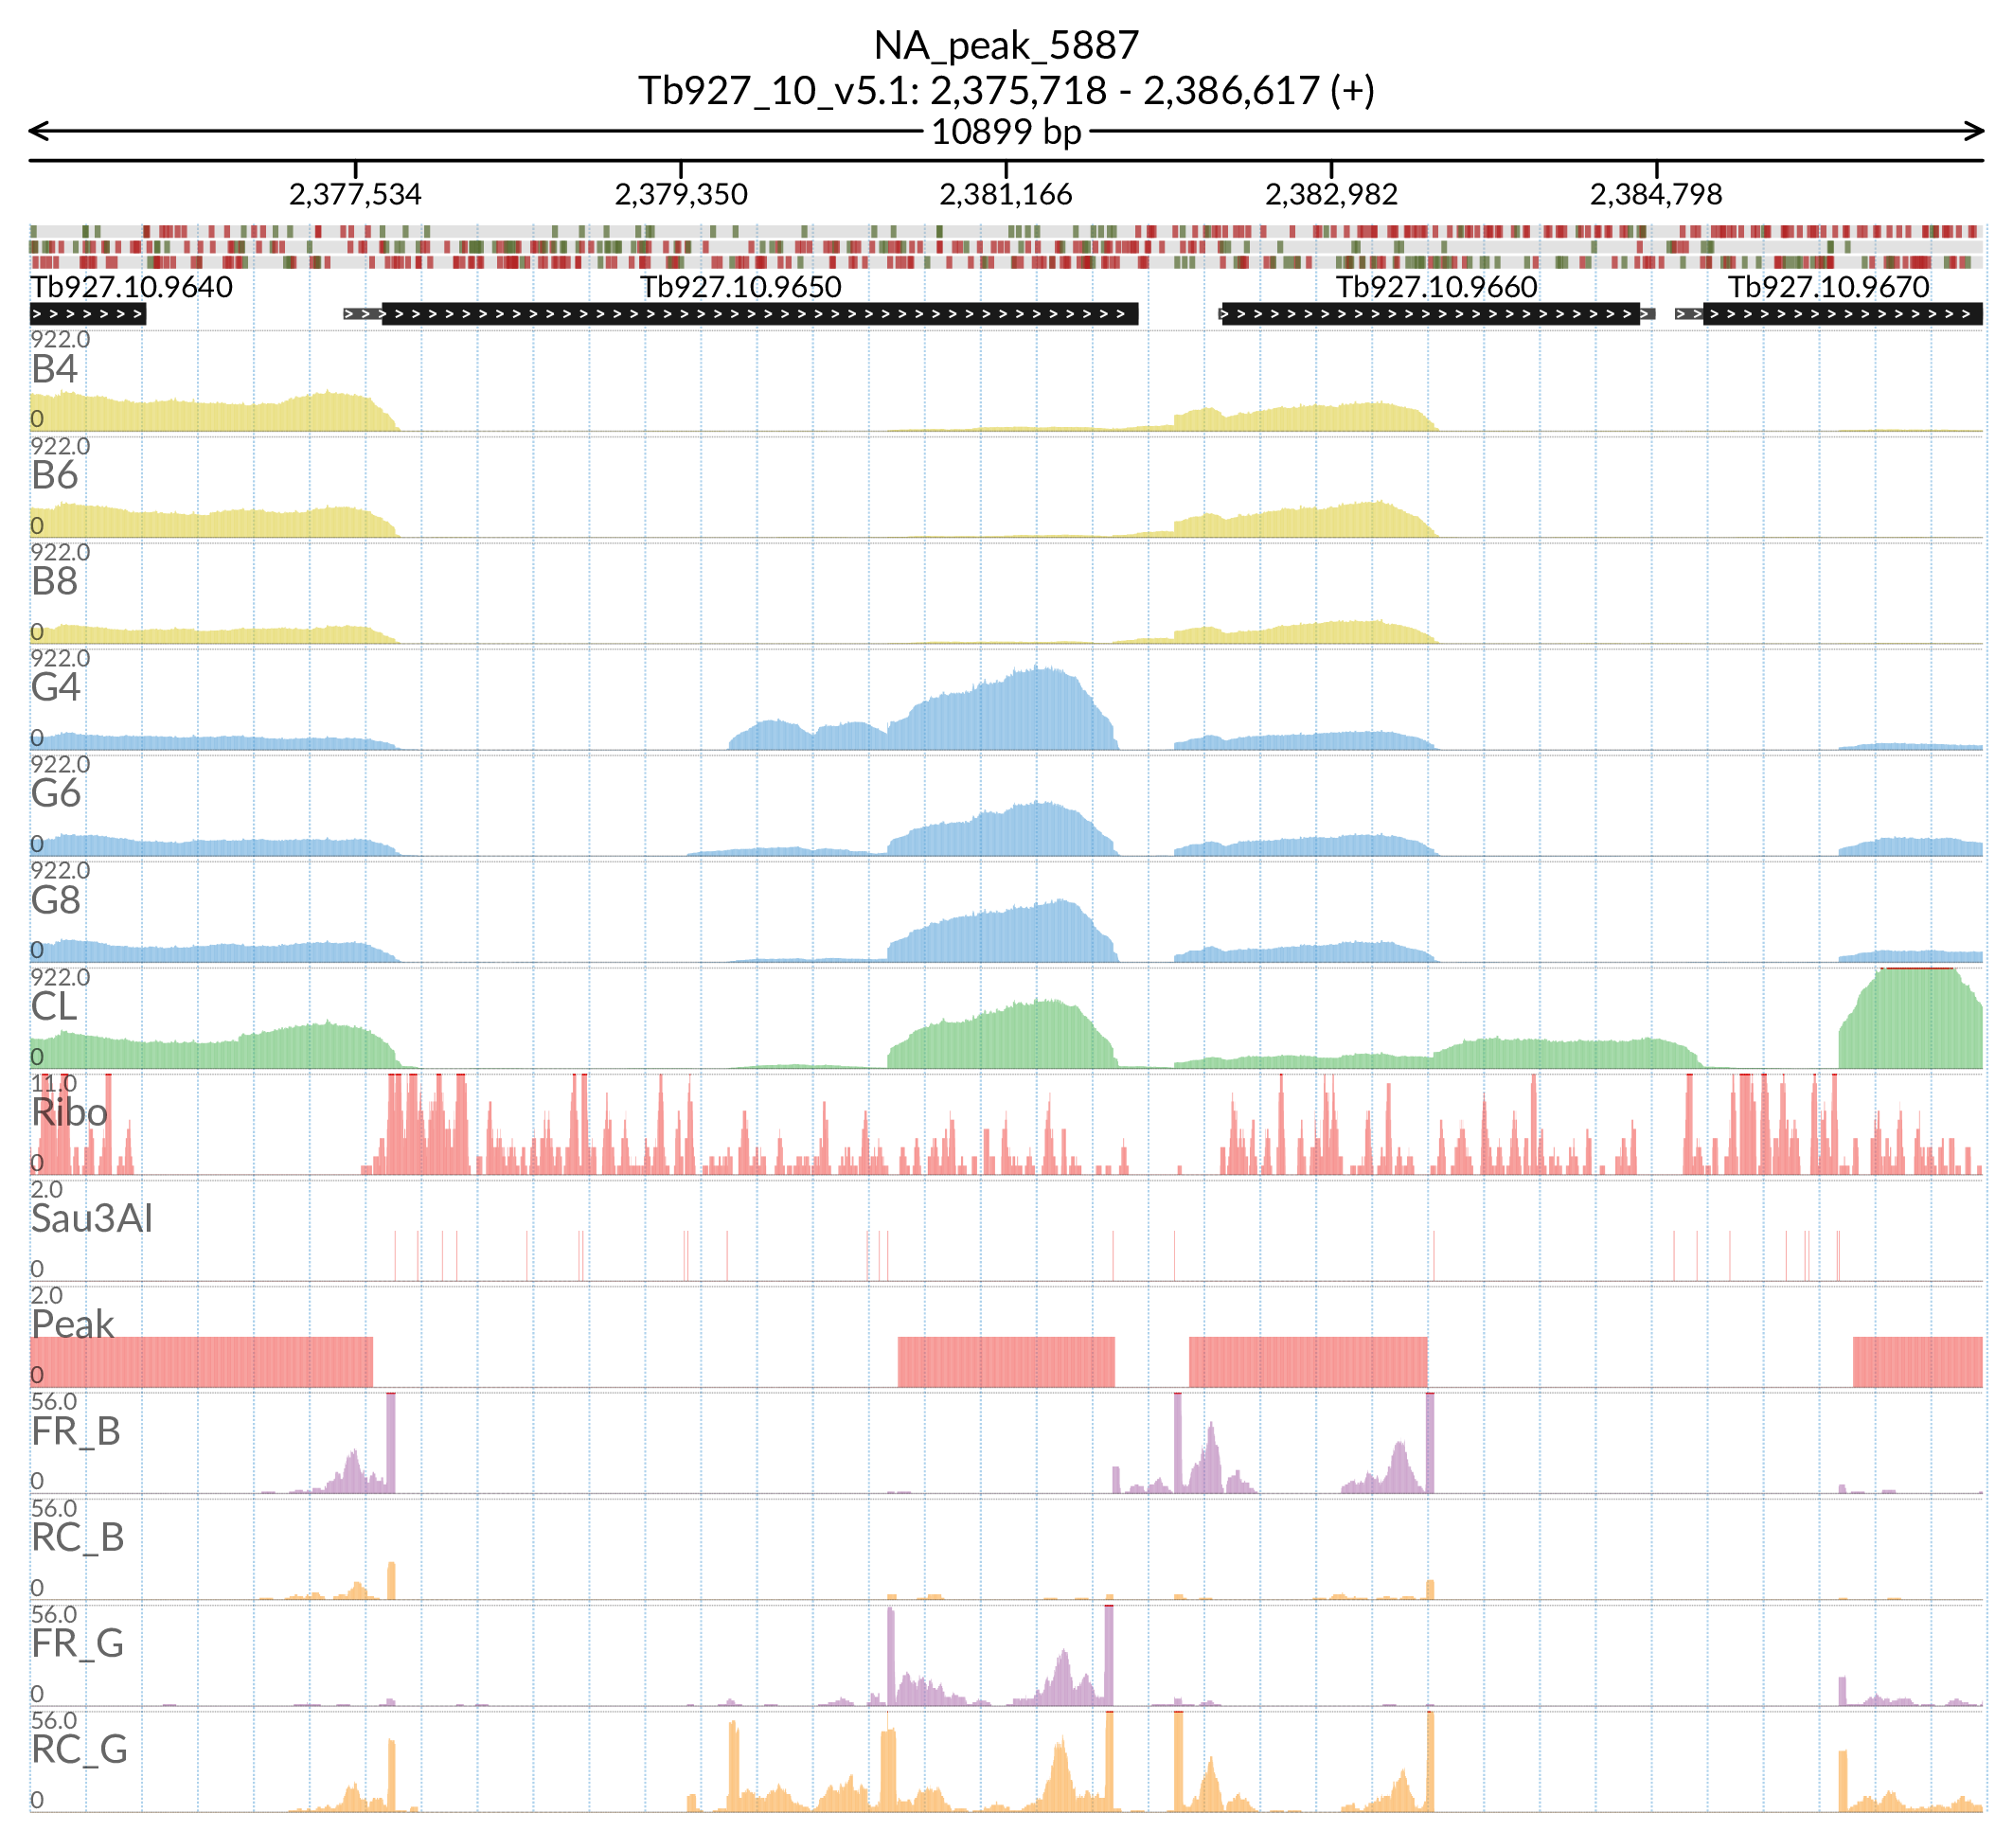 NA_peak_5887
Tb927_10_v5.1: 2,375,718 - 2,386,617 (+)
10899 bp
2,377,534 2,379,350 2,381,166 2,382,982 2,384,798
Tb927.10.9640 Tb927.10.9650 Tb927.10.9660 Tb927.10.9670
922.0
B4
0
922.0
B6
0
922.0
B8
0
922.0
G4
0
922.0
G6
0
922.0
G8
0
922.0
CL
0
11.0
Ribo
0
2.0
Sau3AI
0
2.0
Peak
0
56.0
FR_B
0
56.0
RC_B
0
56.0
FR_G
0
56.0
RC_G
0